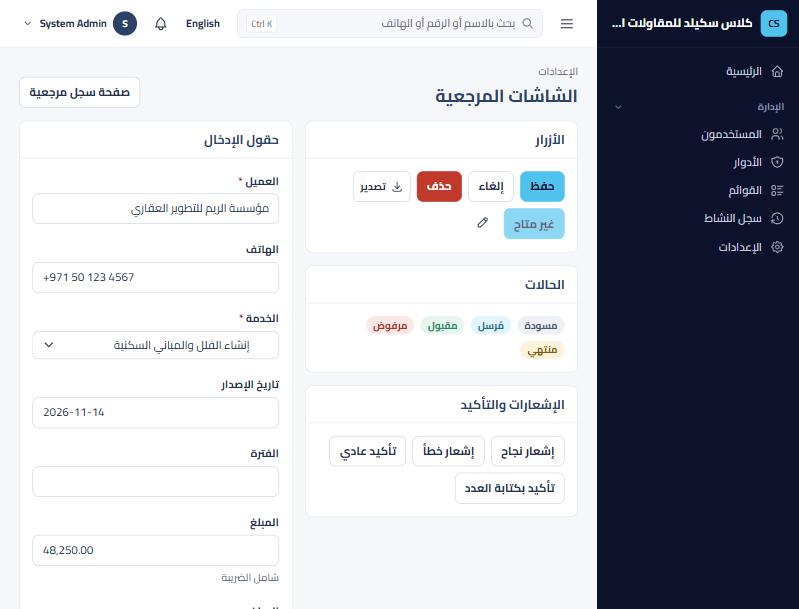 CS
كلاس سكيلد للمقاولات ا...
الرئيسية
الإدارة
المستخدمون
الأدوار
القوائم
سجل النشاط
الإعدادات
بحث بالاسم أو الرقم أو الهاتف
Ctrl K
English
S
System Admin
الإعدادات
الشاشات المرجعية
صفحة سجل مرجعية
الأزرار
حفظ
إلغاء
حذف
تصدير
غير متاح
الحالات
مسودة
مُرسل
مقبول
مرفوض
منتهي
الإشعارات والتأكيد
إشعار نجاح
إشعار خطأ
تأكيد عادي
تأكيد بكتابة العدد
حقول الإدخال
العميل *
مؤسسة الريم للتطوير العقاري
الهاتف
+971 50 123 4567
الخدمة *
إنشاء الفلل والمباني السكنية
تاريخ الإصدار
2026-11-14
الفترة
المبلغ
48,250.00
شامل الضريبة